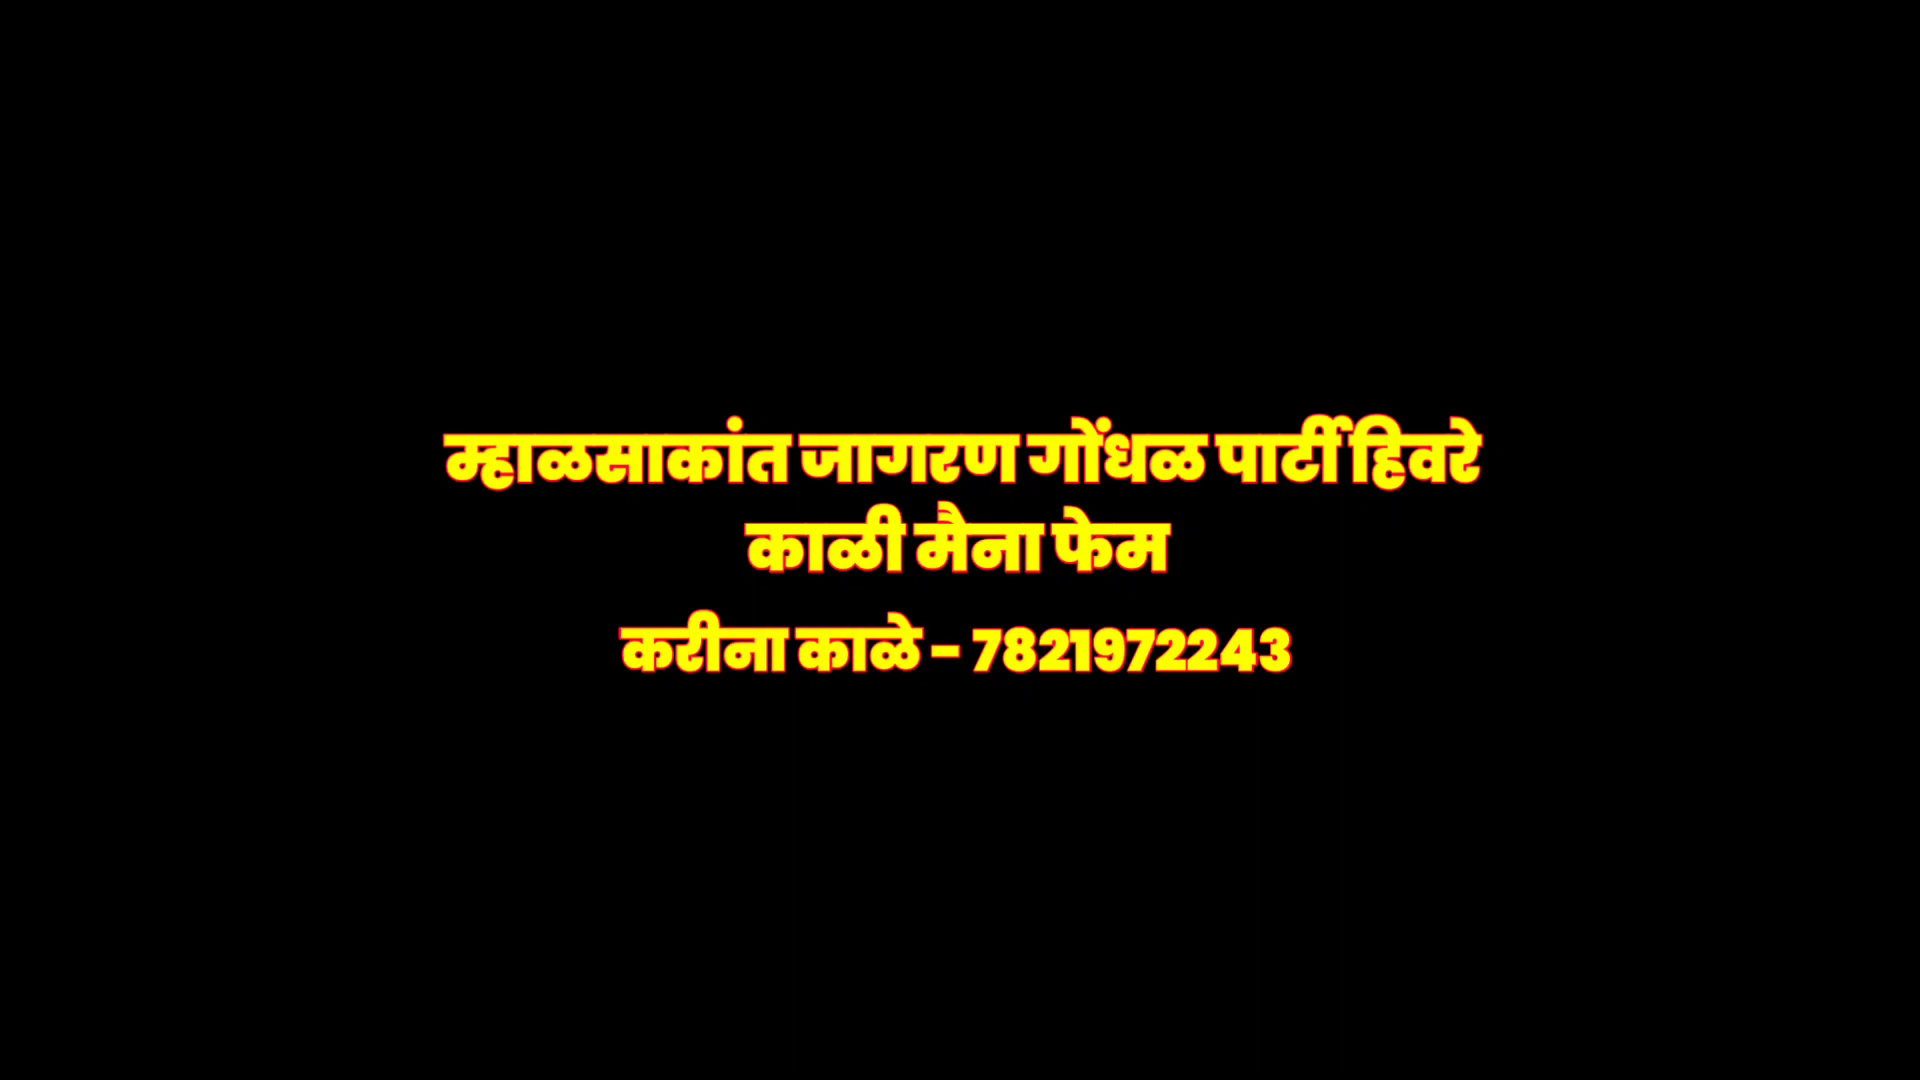 म्हाळसाकांत जागरण गोंधळ पार्टी हिवरे
काळी मैना फेम
करीना काळे - 7821972243